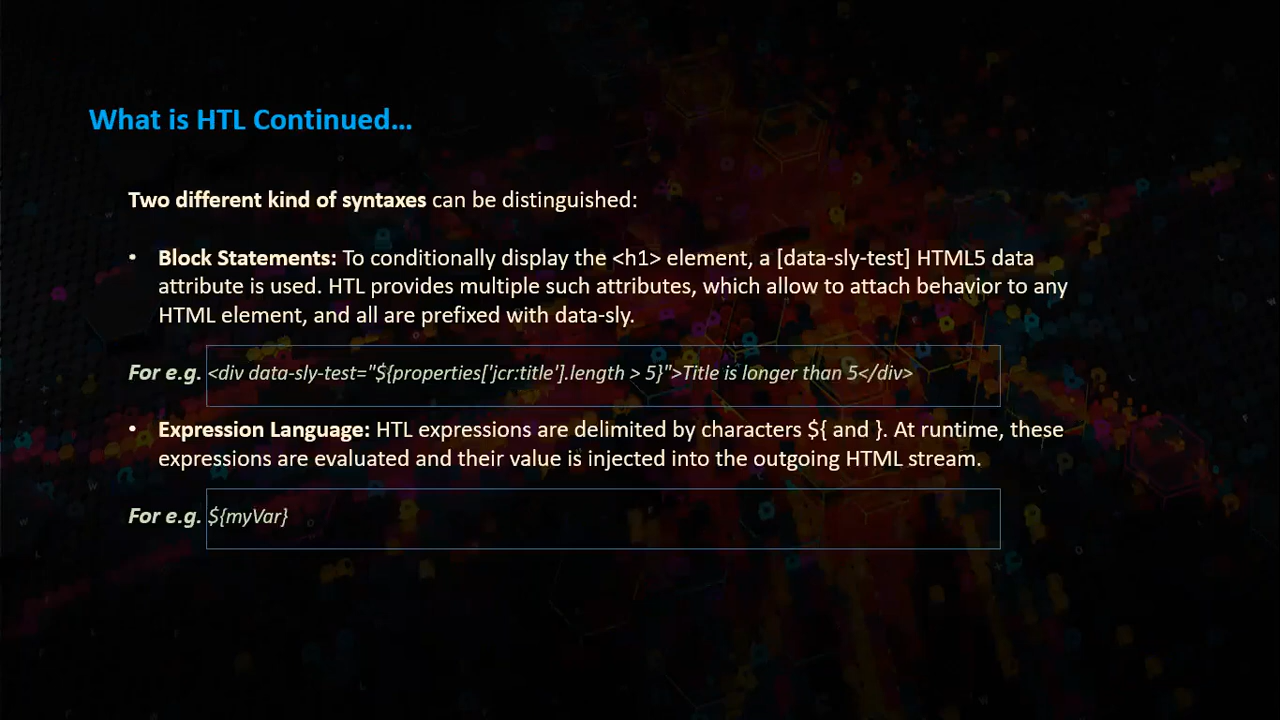 What is HTL Continued...
Two different kind of syntaxes can be distinguished:
• Block Statements: To conditionally display the <h1> element, a [data-sly-test] HTML5 data
attribute is used. HTL provides multiple such attributes, which allow to attach behavior to any
HTML element, and all are prefixed with data-sly.
For e.g. <div data-sly-test="${properties['jcr:title'].length > 5}">Title is longer than 5</div>
• Expression Language: HTL expressions are delimited by characters ${ and }. At runtime, these
expressions are evaluated and their value is injected into the outgoing HTML stream.
For e.g. ${myVar}